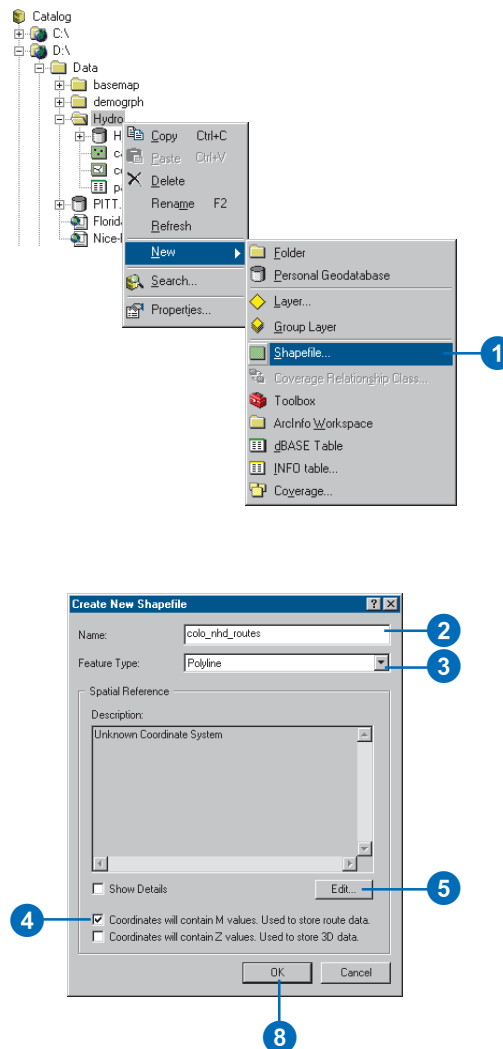 Catalog
C:\
D:\
Data
basemap
demogrph
Hydro
H
PITT.
Florid
Nice-
Copy Ctrl+C
Paste Ctrl+V
Delete
Rename F2
Refresh
New
Search...
Properties...
Folder
Personal Geodatabase
Layer...
Group Layer
Shapefile...
1
Coverage Relationship Class...
Toolbox
ArcInfo Workspace
dBASE Table
INFO table...
Coverage...
Create New Shapefile
Name: colo_nhd_routes
2
Feature Type: Polyline
3
Spatial Reference
Description:
Unknown Coordinate System
Show Details Edit...
5
4
Coordinates will contain M values. Used to store route data.
Coordinates will contain Z values. Used to store 3D data.
OK Cancel
8